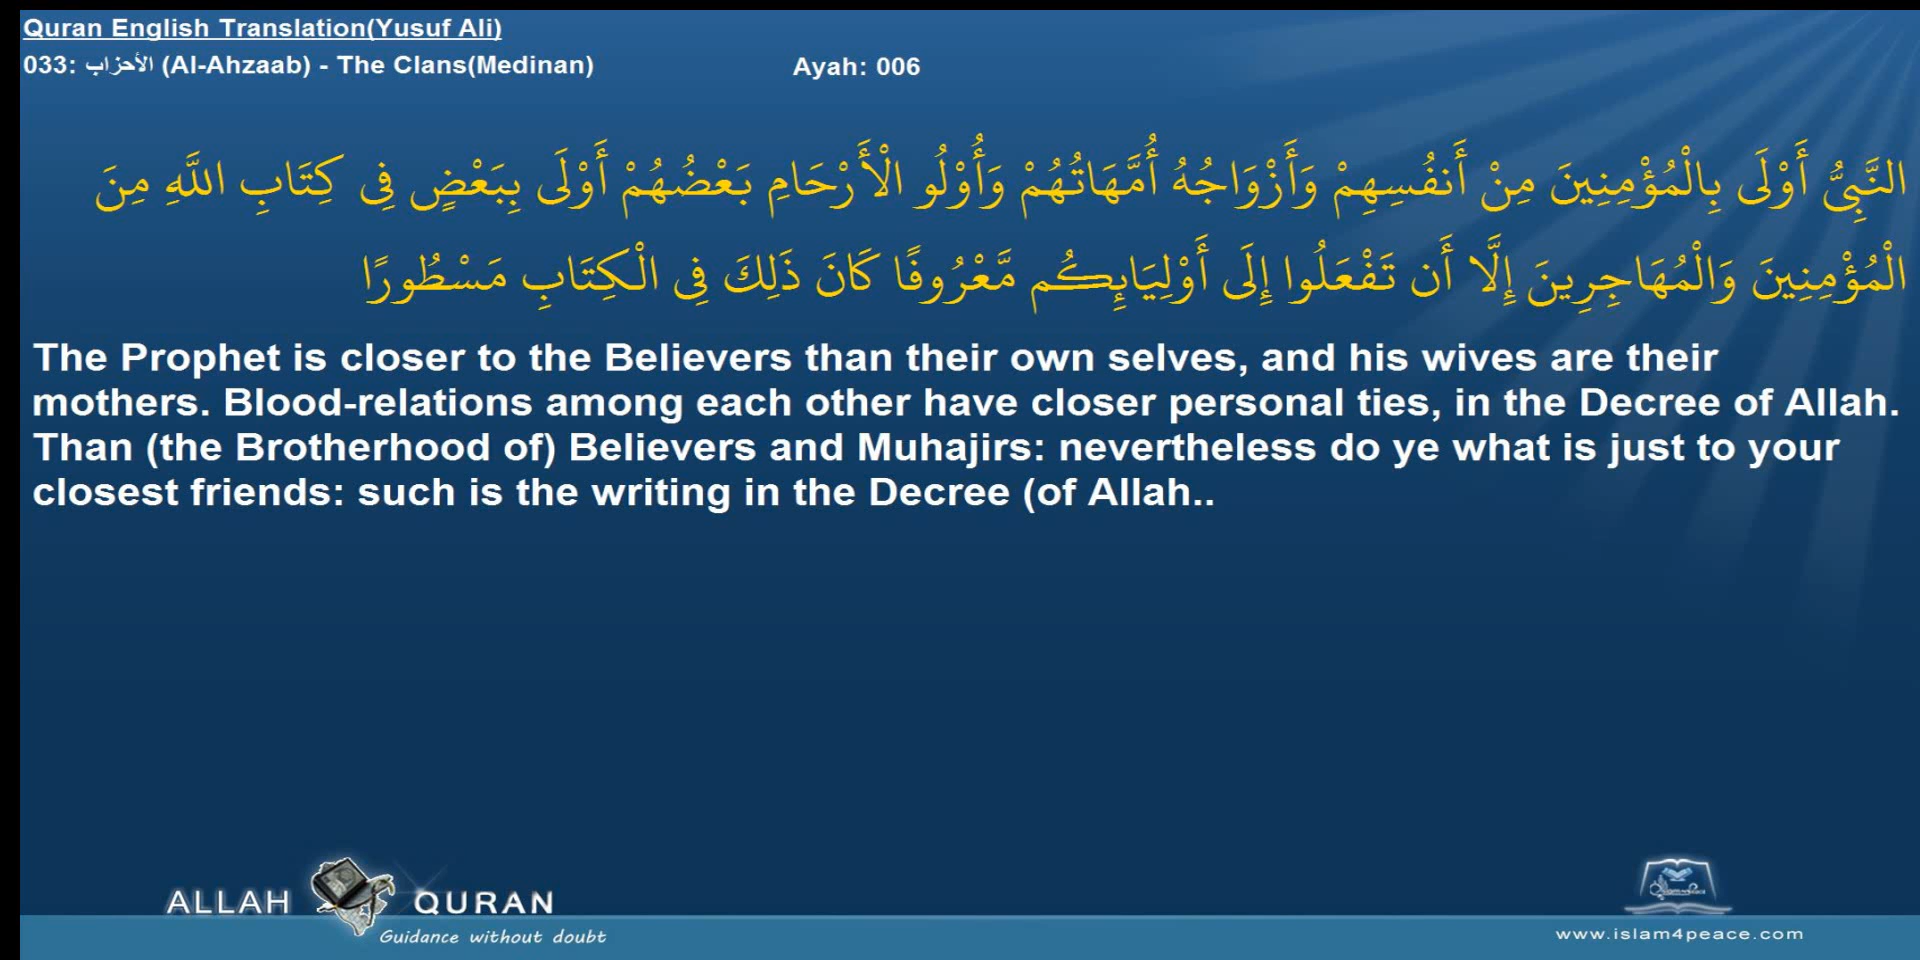 Quran English Translation(Yusuf Ali)
033: الأحزاب (Al-Ahzaab) - The Clans(Medinan) Ayah: 006
النَّبِىُّ أَوْلَى بِالْمُؤْمِنِينَ مِنْ أَنفُسِهِمْ وَأَزْوَاجُهُ أُمَّهَاتُهُمْ وَأُوْلُو الْأَرْحَامِ بَعْضُهُمْ أَوْلَى بِبَعْضٍ فِى كِتَابِ اللَّهِ مِنَ
الْمُؤْمِنِينَ وَالْمُهَاجِرِينَ إِلَّا أَن تَفْعَلُوا إِلَى أَوْلِيَائِكُم مَّعْرُوفًا كَانَ ذَلِكَ فِى الْكِتَابِ مَسْطُورًا
The Prophet is closer to the Believers than their own selves, and his wives are their
mothers. Blood-relations among each other have closer personal ties, in the Decree of Allah.
Than (the Brotherhood of) Believers and Muhajirs: nevertheless do ye what is just to your
closest friends: such is the writing in the Decree (of Allah..
ALLAH QURAN
Guidance without doubt
www.islam4peace.com